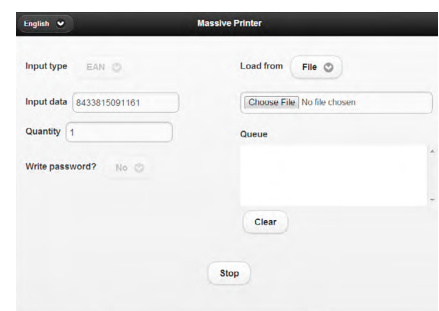 English
Massive Printer
Input type EAN
Load from File
Input data 8433815091161
Choose File No file chosen
Quantity 1
Queue
Write password? No
Clear
Stop